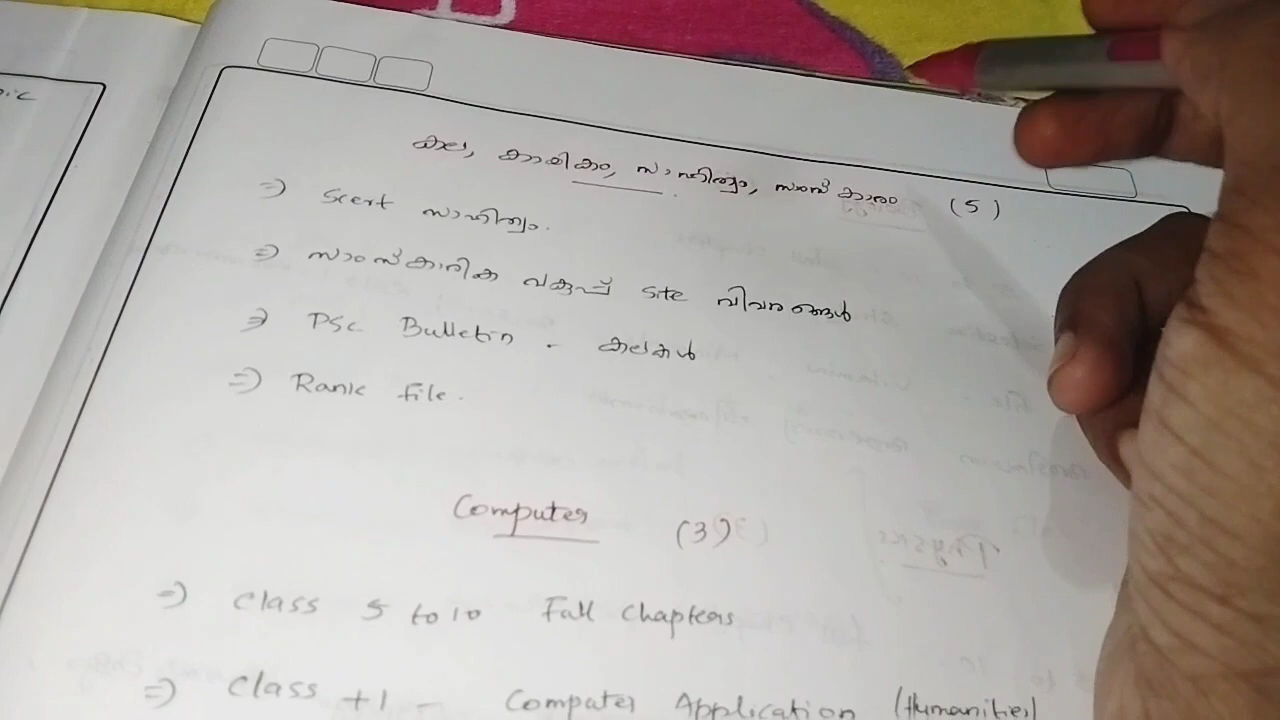 കല, കായികം, സാഹിത്യം, സംസ്കാരം (5)
=> Scert സാഹിത്യം.
=> സാംസ്കാരിക വകുപ്പ് site വിവരങ്ങൾ
=> PSC Bulletin - കലകൾ
=> Rank file.
Computer (3)
=> class 5 to 10 Full chapters
=> class +1 - Computer Application (Humanities)